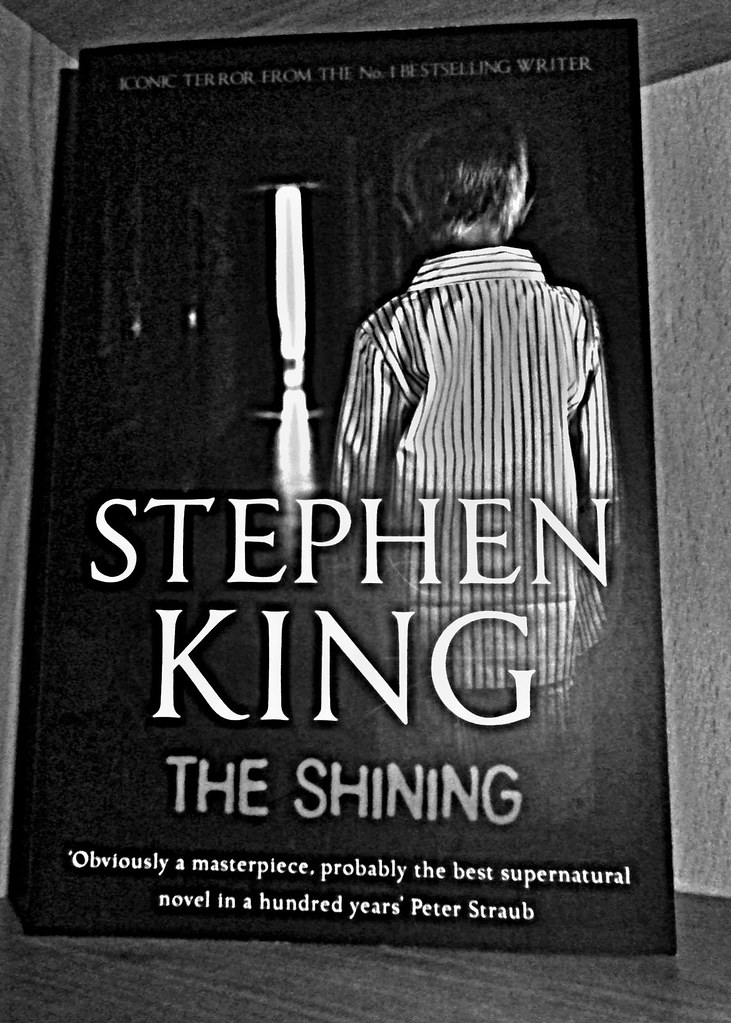 ICONIC TERROR FROM THE No. 1 BESTSELLING WRITER
STEPHEN
KING
THE SHINING
'Obviously a masterpiece, probably the best supernatural
novel in a hundred years' Peter Straub